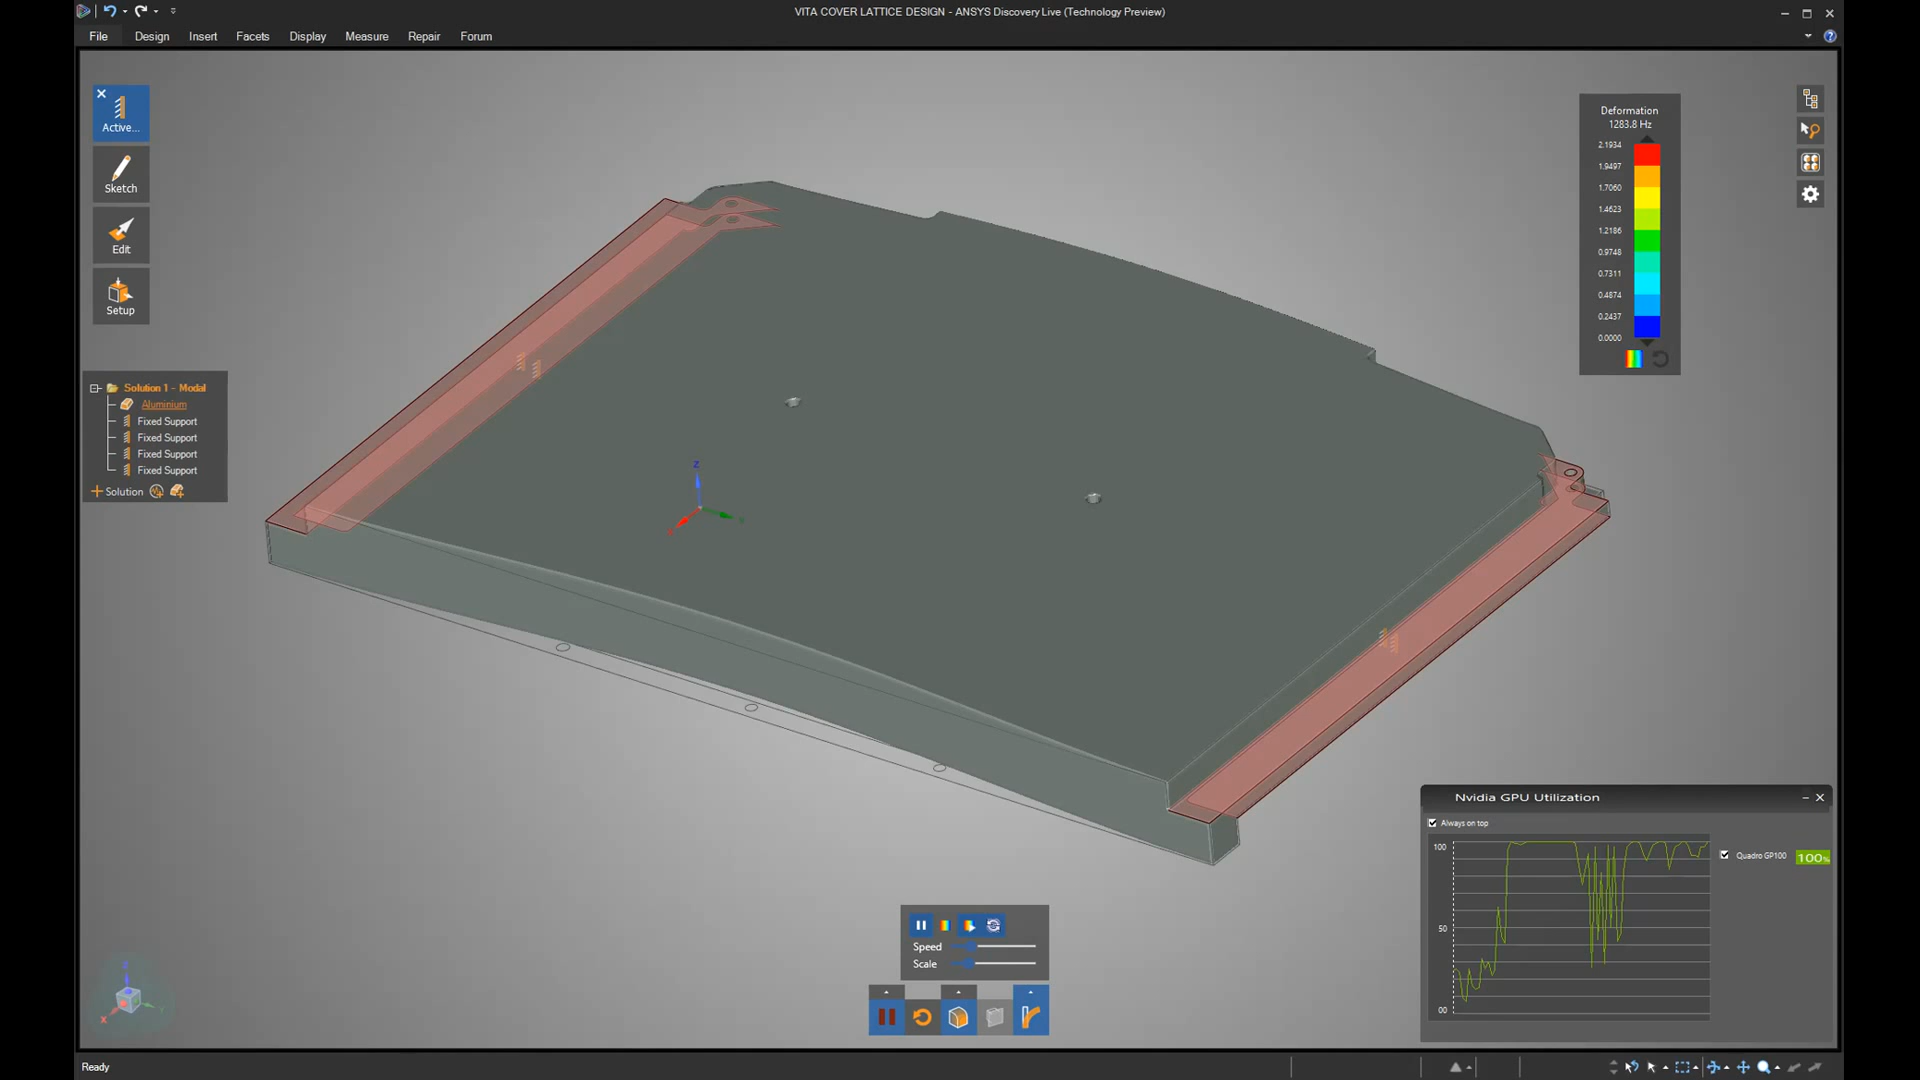 VITA COVER LATTICE DESIGN - ANSYS Discovery Live (Technology Preview)
File Design Insert Facets Display Measure Repair Forum
Active...
Sketch
Edit
Setup
Solution 1 - Modal
Aluminium
Fixed Support
Fixed Support
Fixed Support
Fixed Support
Solution
Deformation
1283.8 Hz
2.1934
1.9497
1.7060
1.4623
1.2186
0.9748
0.7311
0.4874
0.2437
0.0000
Z
Nvidia GPU Utilization
Always on top
100
50
00
Quadro GP100 100%
Speed
Scale
X
Ready